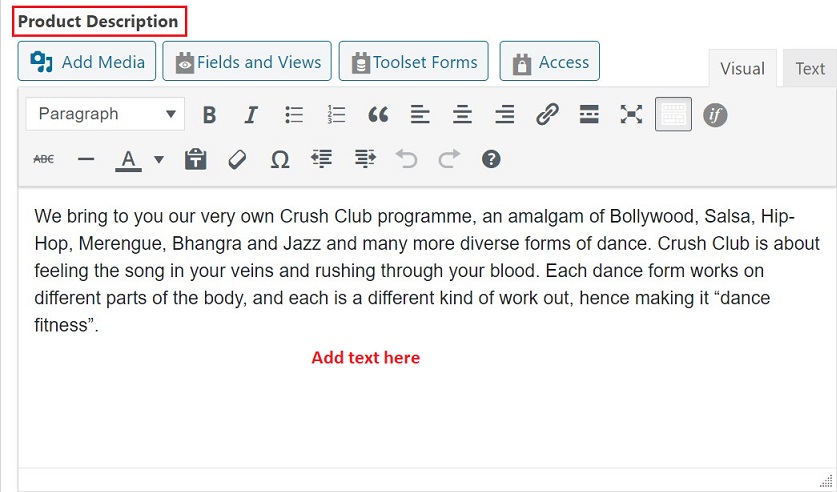 Product Description
Add Media Fields and Views Toolset Forms Access Visual Text
Paragraph B I 1 2 3 “ if
ABC A T Ω ?
We bring to you our very own Crush Club programme, an amalgam of Bollywood, Salsa, Hip-
Hop, Merengue, Bhangra and Jazz and many more diverse forms of dance. Crush Club is about
feeling the song in your veins and rushing through your blood. Each dance form works on
different parts of the body, and each is a different kind of work out, hence making it “dance
fitness”.
Add text here